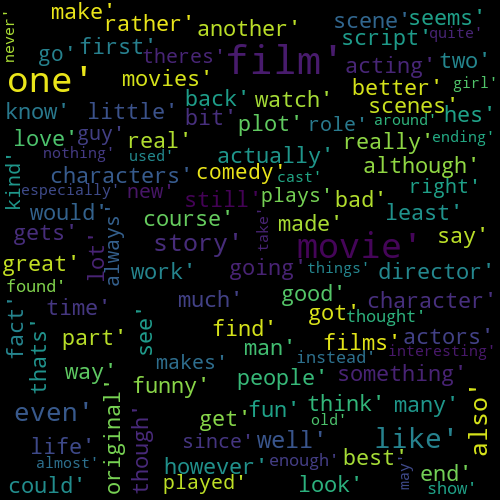 never'
make'
rather'
another'
scene'
seems'
go'
first'
theres'
film'
script'
quite'
acting'
two'
one'
movies'
better'
girl'
know'
little'
back'
watch'
scenes'
bit'
plot'
role'
around'
hes'
love'
guy'
real'
actually'
really'
ending'
nothing'
used'
although'
kind'
characters'
comedy'
cast'
especially'
new'
still'
plays'
bad'
right'
would'
always'
course'
made'
least'
gets'
lot'
story'
take'
movie'
say'
great'
work'
going'
things'
director'
found'
time'
much'
good'
got'
thought'
character'
fact'
thats'
part'
see'
find'
films'
actors'
man'
instead'
interesting'
way'
makes'
funny'
people'
something'
original'
though'
even'
get'
fun'
think'
old'
many'
also'
life'
since'
well'
like'
almost'
however'
enough'
best'
may'
end'
could'
played'
look'
show'